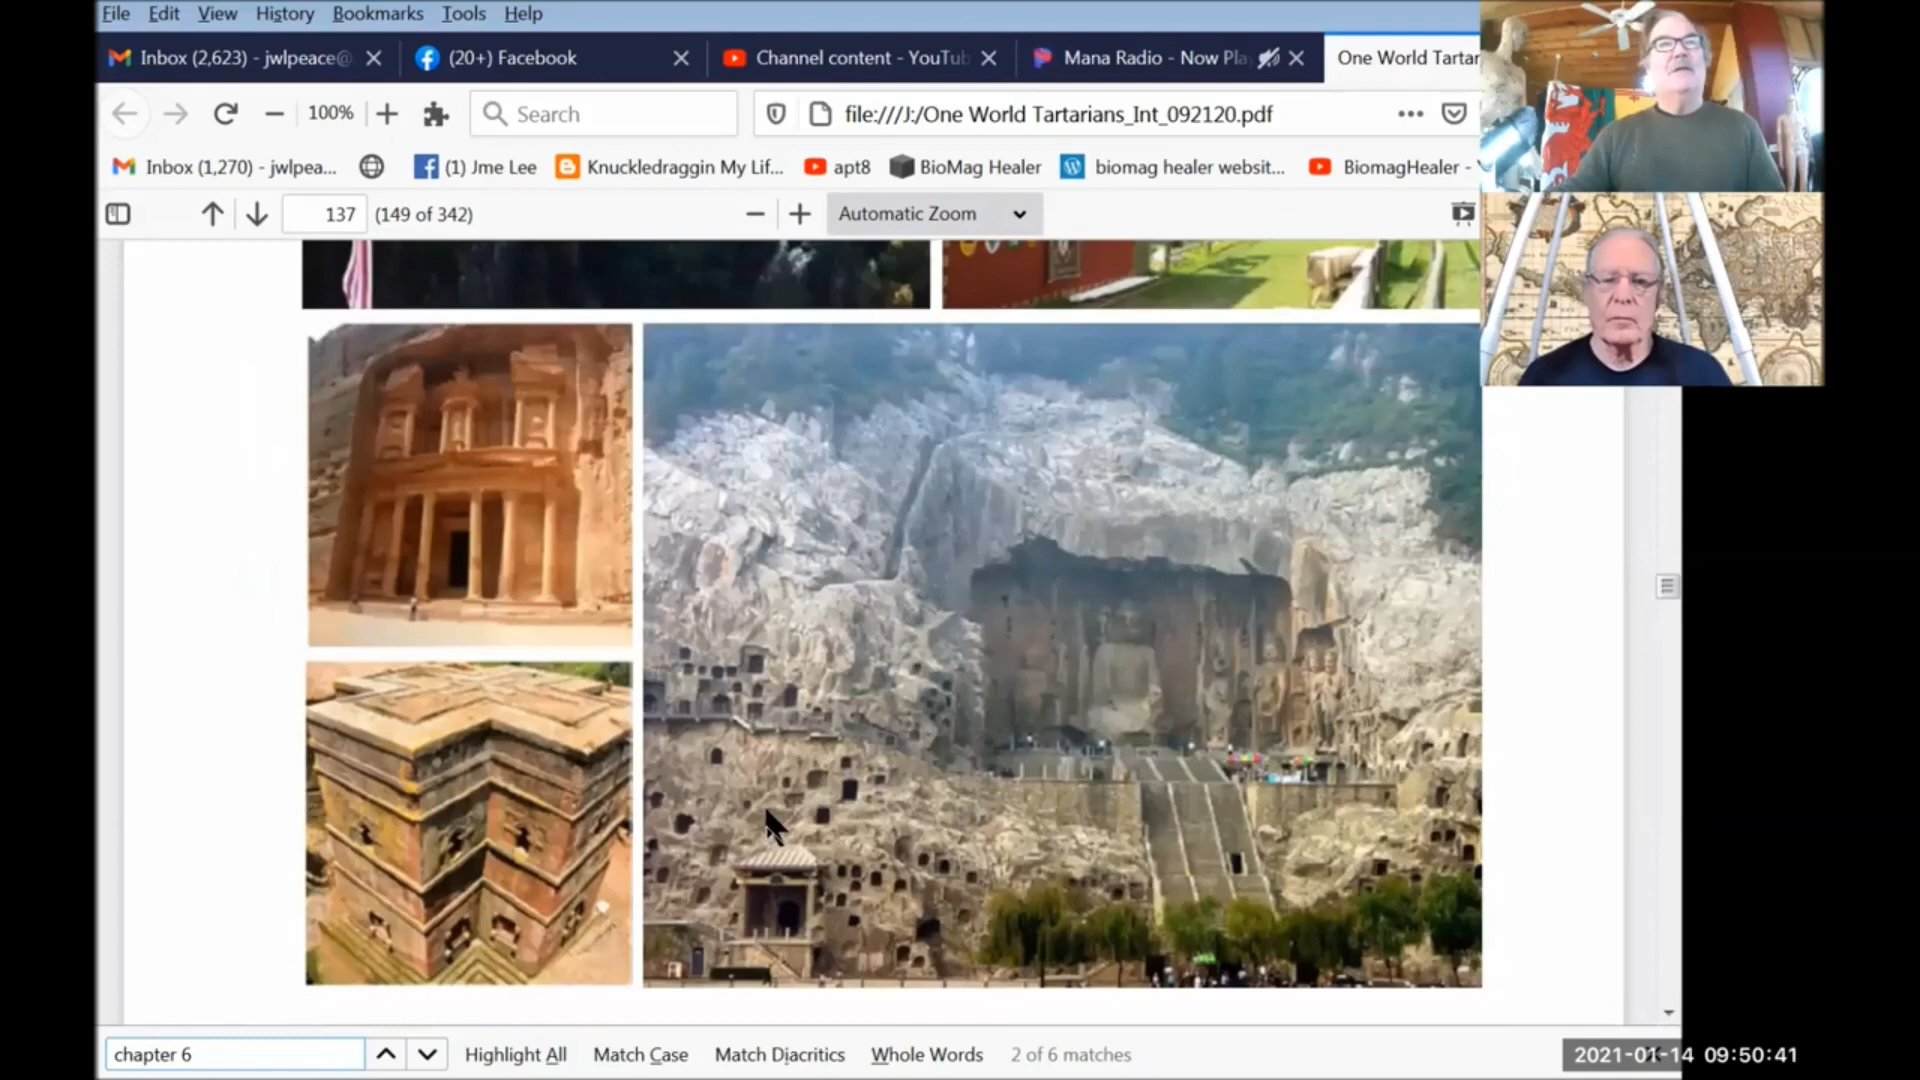 File Edit View History Bookmarks Tools Help
Inbox (2,623) - jwlpeace@
(20+) Facebook
Channel content - YouTub
Mana Radio - Now Pla
One World Tartar
100%
Search
file:///J:/One World Tartarians_Int_092120.pdf
Inbox (1,270) - jwlpea...
(1) Jme Lee
Knuckledraggin My Lif...
apt8
BioMag Healer
biomag healer websit...
BiomagHealer -
137 (149 of 342)
Automatic Zoom
chapter 6
Highlight All
Match Case
Match Diacritics
Whole Words
2 of 6 matches
2021-01-14 09:50:41